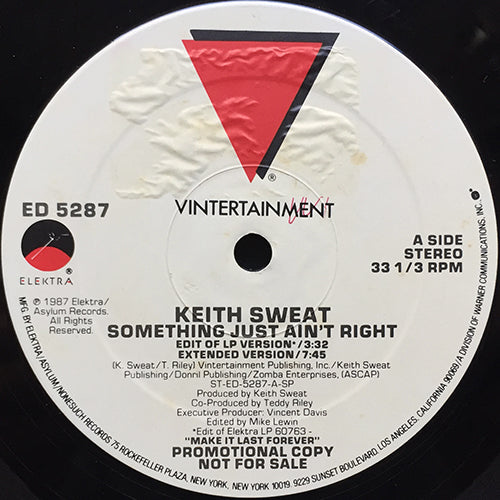 ®
VINTERTAINMENT
ED 5287
ELEKTRA ®
℗ 1987 Elektra/
Asylum Records.
All Rights
Reserved.
A SIDE
STEREO
33 1/3 RPM
KEITH SWEAT
SOMETHING JUST AIN'T RIGHT
EDIT OF LP VERSION*/3:32
EXTENDED VERSION/7:45
(K. Sweat/T. Riley) Vintertainment Publishing, Inc./Keith Sweat
Publishing/Donril Publishing/Zomba Enterprises, (ASCAP)
ST-ED-5287-A-SP
Produced by Keith Sweat
Co-Produced by Teddy Riley
Executive Producer: Vincent Davis
Edited by Mike Lewin
*Edit of Elektra LP 60763 -
"MAKE IT LAST FOREVER"
PROMOTIONAL COPY
NOT FOR SALE
MFG. BY ELEKTRA/ASYLUM/NONESUCH RECORDS 75 ROCKEFELLER PLAZA, NEW YORK, NEW YORK 10019. 9229 SUNSET BOULEVARD, LOS ANGELES, CALIFORNIA 90069/A DIVISION OF WARNER COMMUNICATIONS, INC.